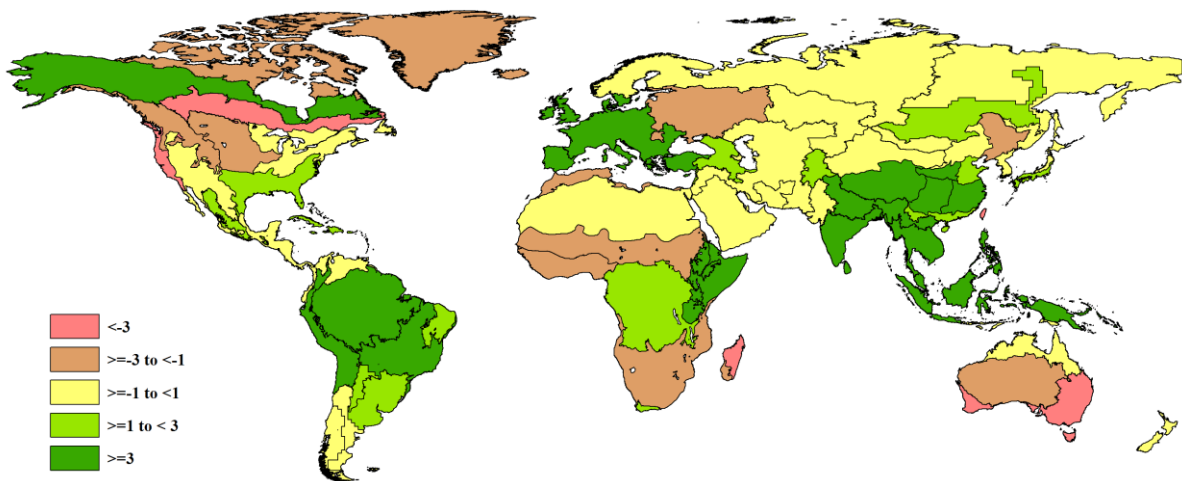 <-3
>=-3 to <-1
>=-1 to <1
>=1 to < 3
>=3